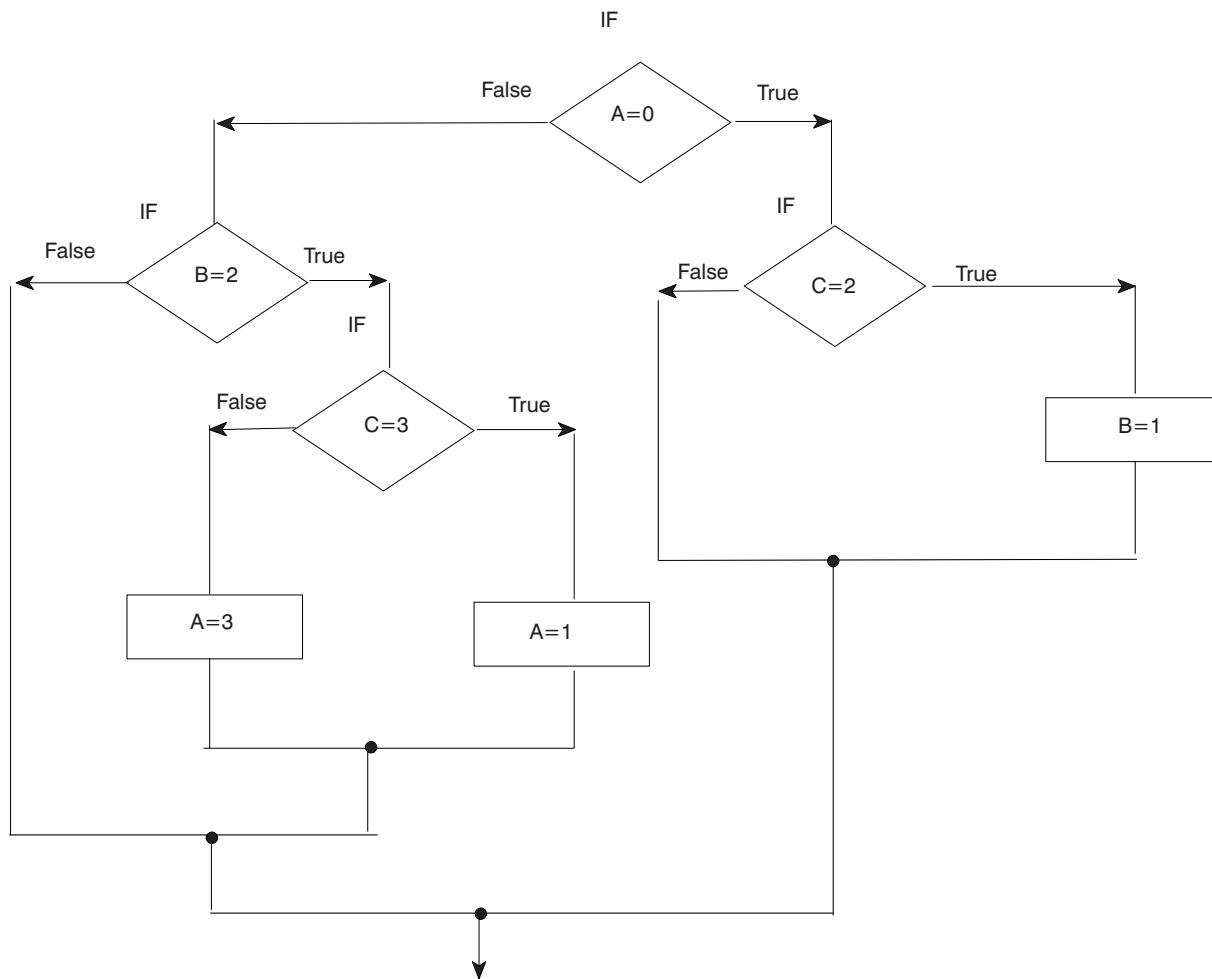 IF
False
A=0
True
IF
False
B=2
True
IF
False
C=2
True
IF
False
C=3
True
B=1
A=3
A=1